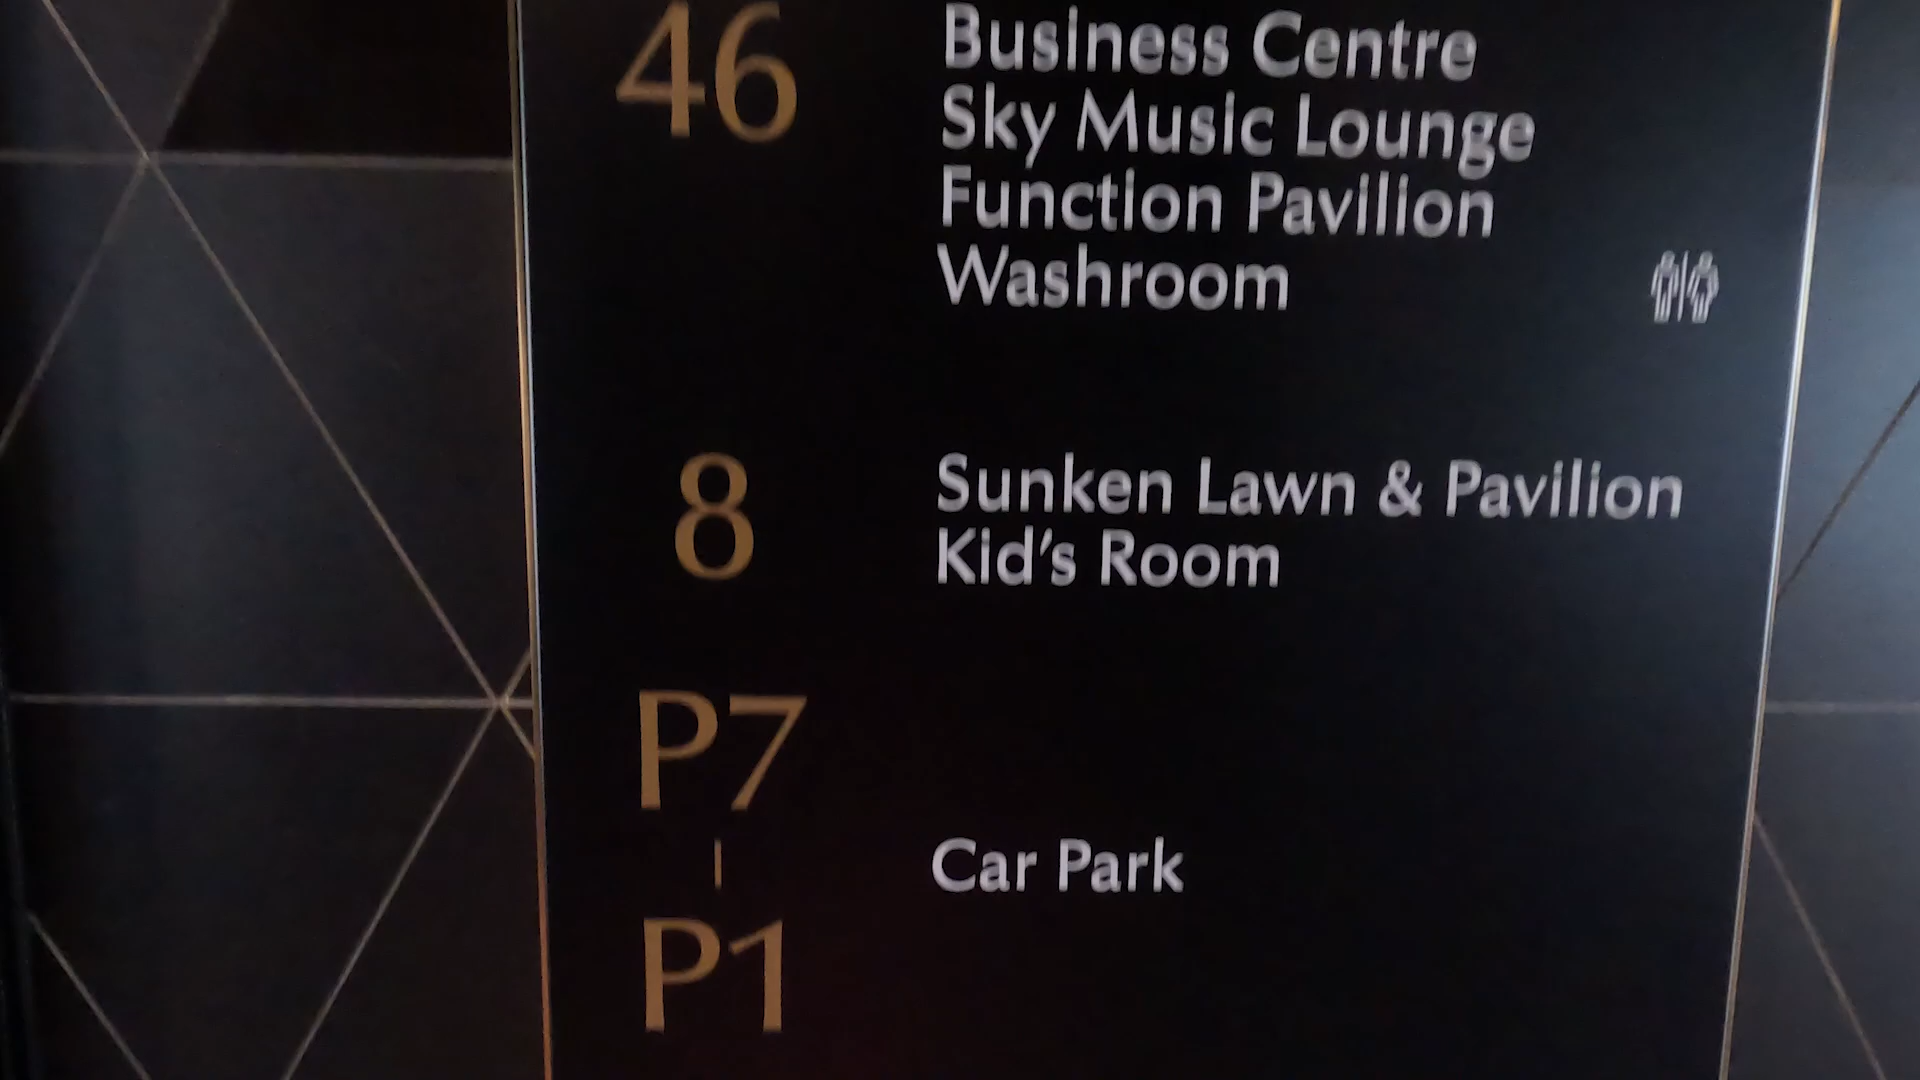 46 Business Centre
Sky Music Lounge
Function Pavilion
Washroom
8 Sunken Lawn & Pavilion
Kid's Room
P7
Car Park
P1